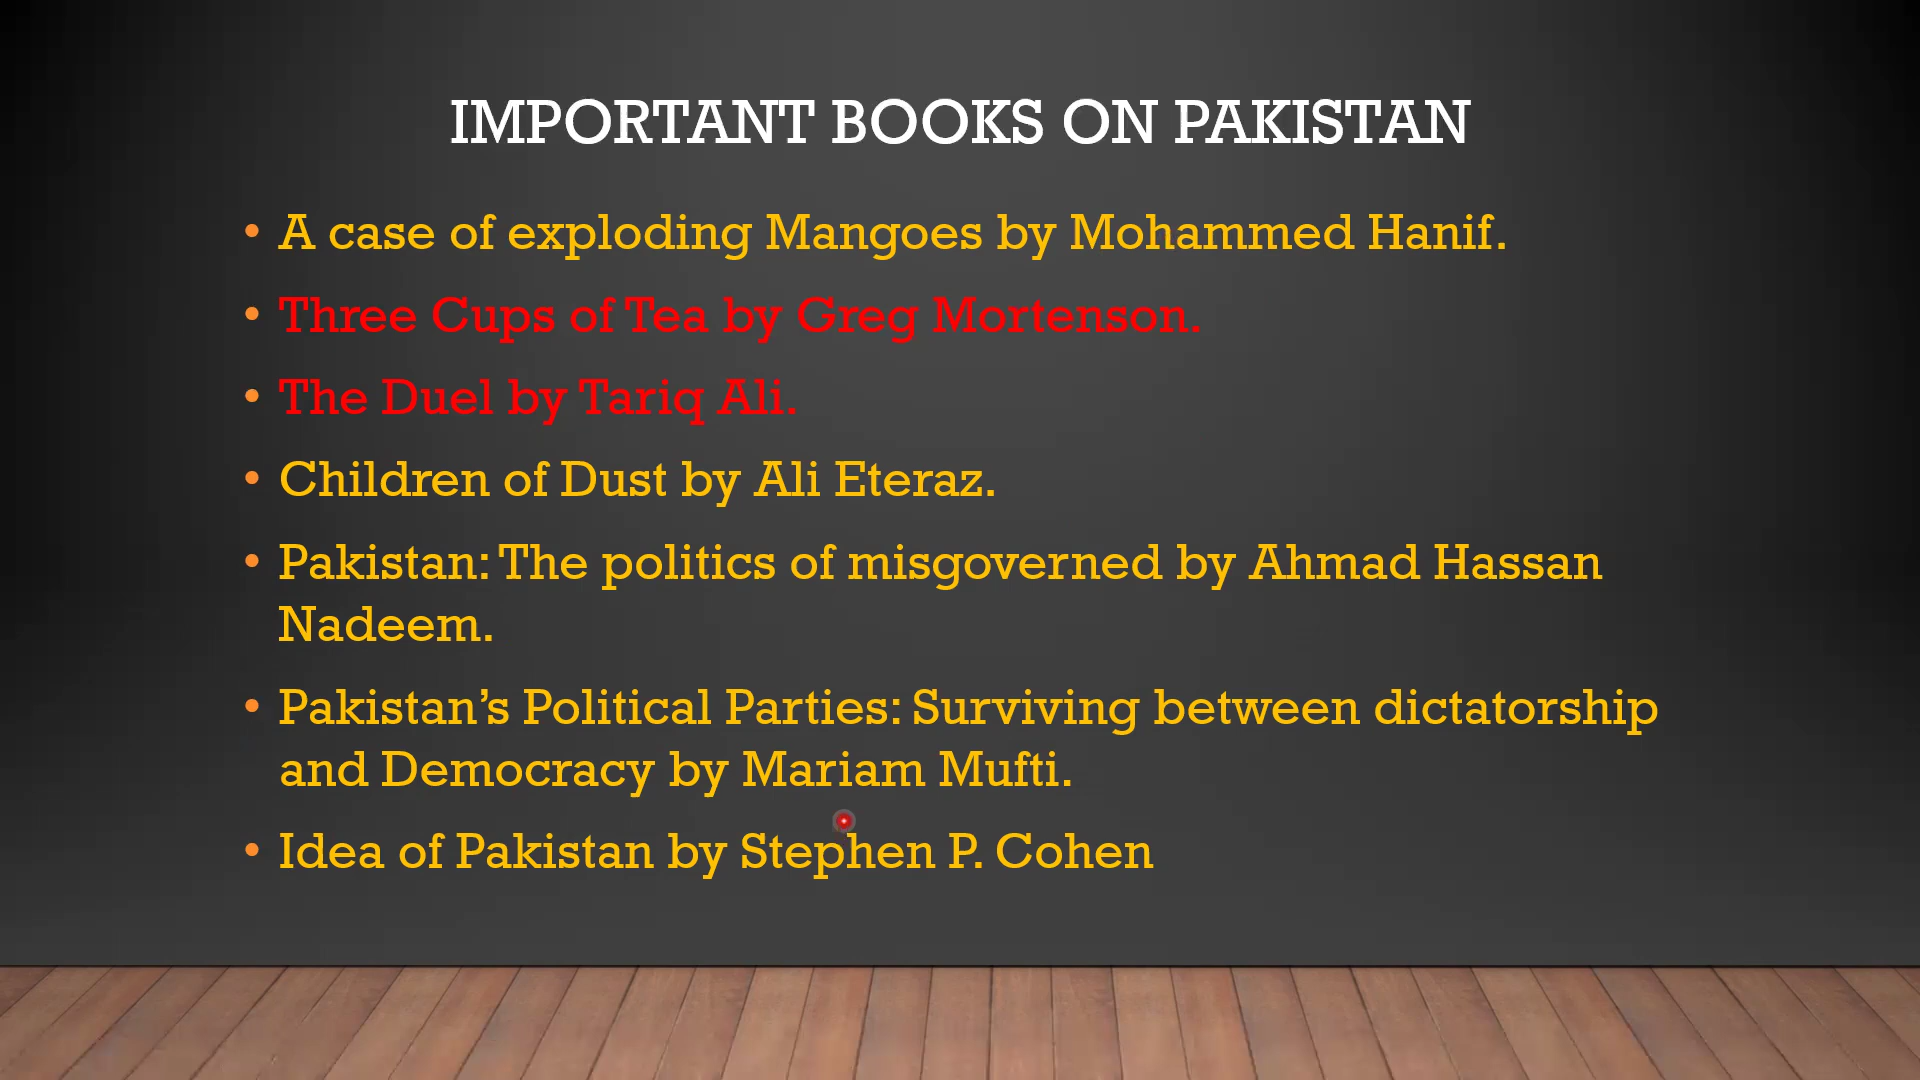 IMPORTANT BOOKS ON PAKISTAN
• A case of exploding Mangoes by Mohammed Hanif.
• Three Cups of Tea by Greg Mortenson.
• The Duel by Tariq Ali.
• Children of Dust by Ali Eteraz.
• Pakistan: The politics of misgoverned by Ahmad Hassan
Nadeem.
• Pakistan’s Political Parties: Surviving between dictatorship
and Democracy by Mariam Mufti.
• Idea of Pakistan by Stephen P. Cohen